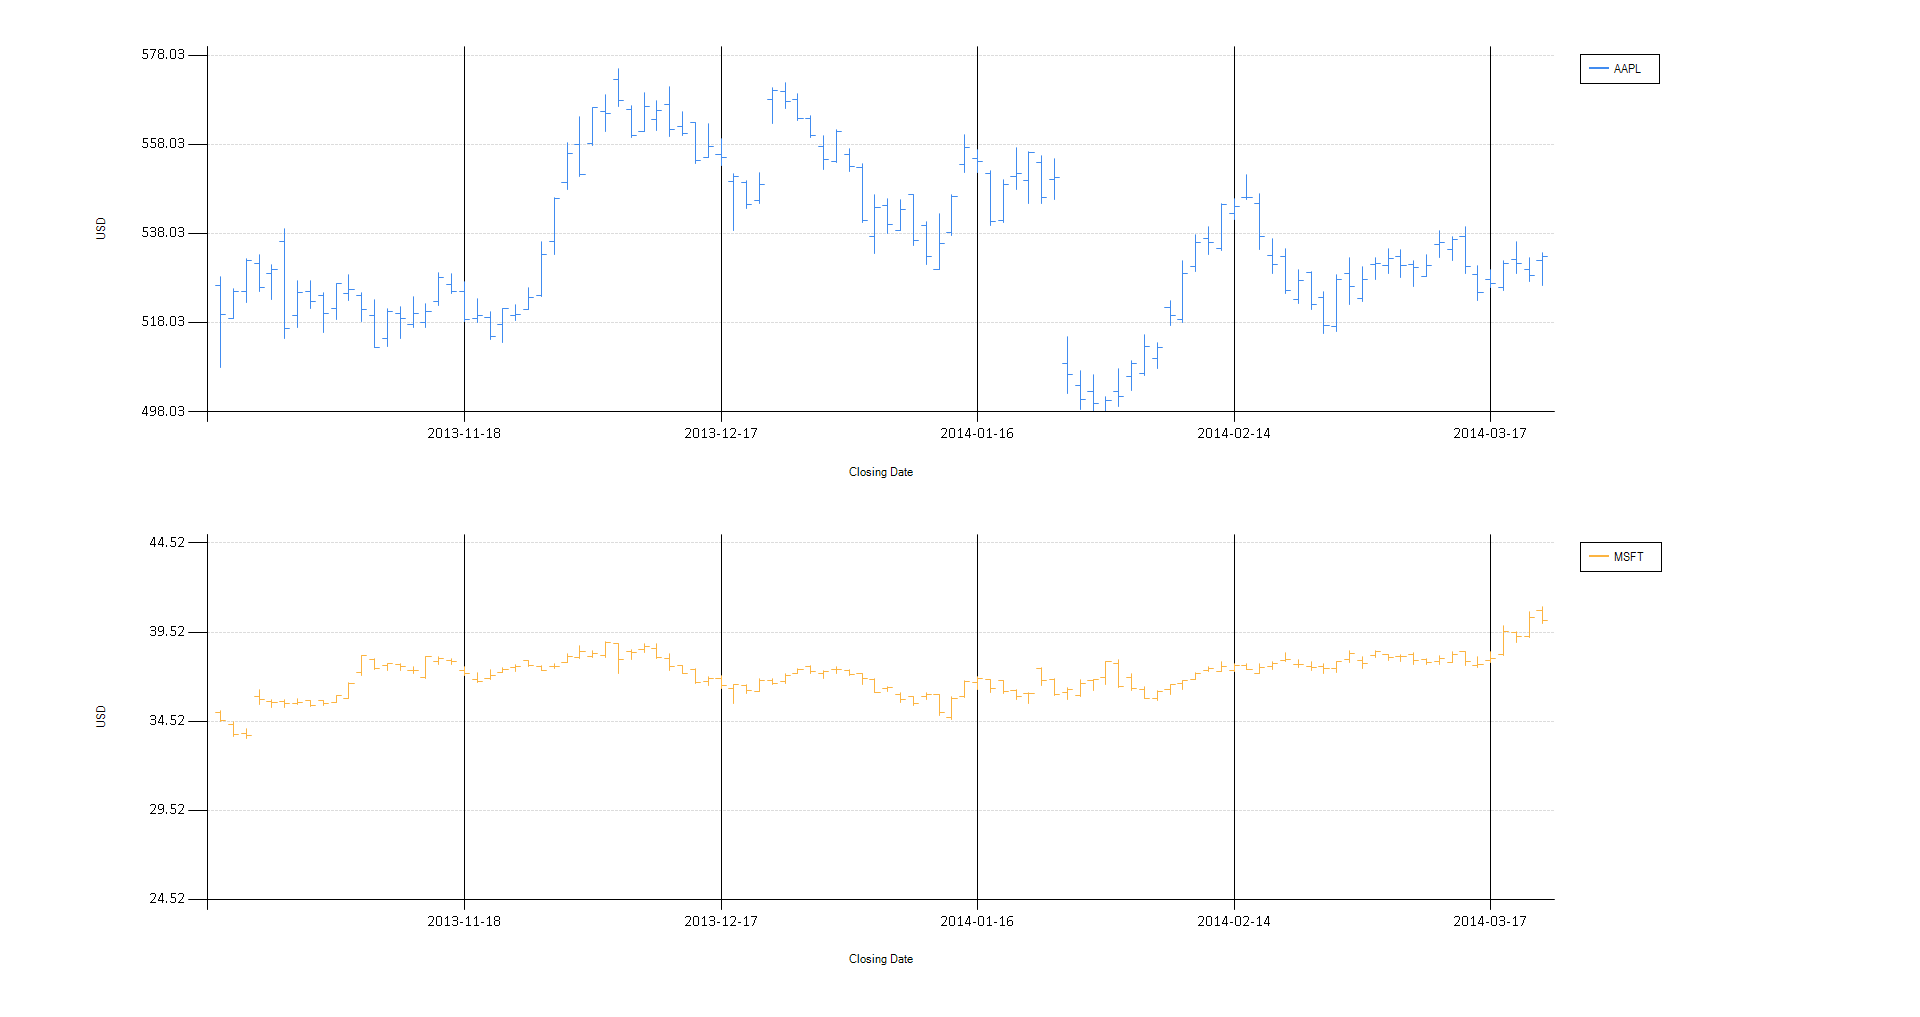 578.03
AAPL
558.03
USD
538.03
518.03
498.03
2013-11-18 2013-12-17 2014-01-16 2014-02-14 2014-03-17
Closing Date
44.52
MSFT
39.52
USD
34.52
29.52
24.52
2013-11-18 2013-12-17 2014-01-16 2014-02-14 2014-03-17
Closing Date